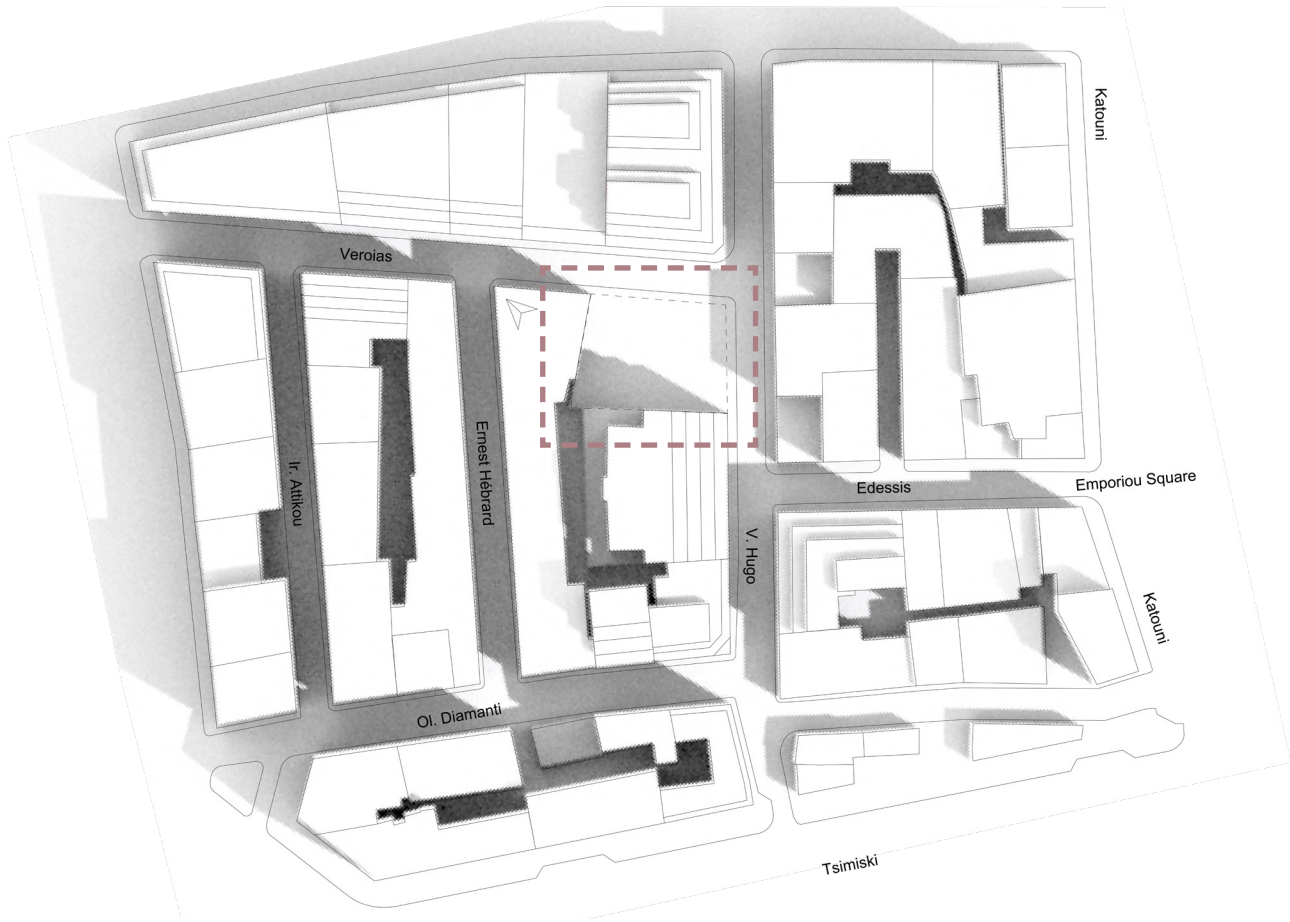 Katouni
Veroias
Ir. Attikou
Ernest Hébrard
Edessis
Emporiou Square
V. Hugo
Katouni
Ol. Diamanti
Tsimiski